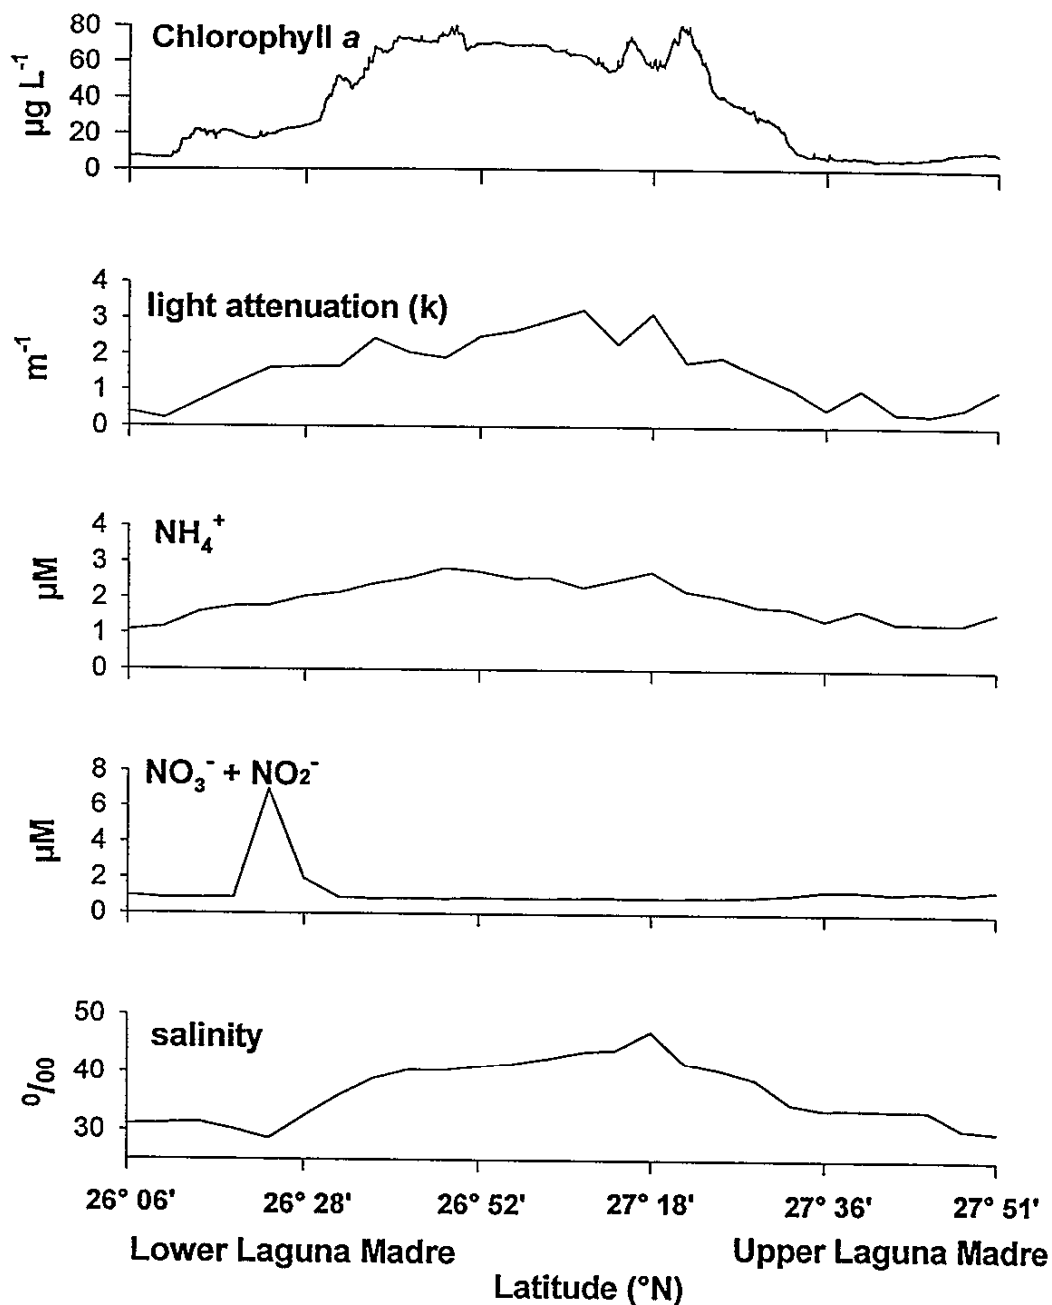 Chlorophyll a
µg L⁻¹
80
60
40
20
0
light attenuation (k)
m⁻¹
4
3
2
1
0
NH₄⁺
µM
4
3
2
1
0
NO₃⁻ + NO₂⁻
µM
8
6
4
2
0
salinity
º/oo
50
40
30
26° 06' 26° 28' 26° 52' 27° 18' 27° 36' 27° 51'
Lower Laguna Madre Upper Laguna Madre
Latitude (°N)